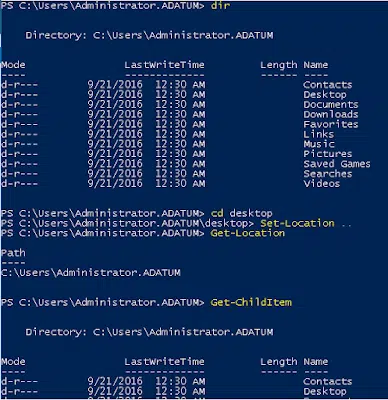 PS C:\Users\Administrator.ADATUM> dir
Directory: C:\Users\Administrator.ADATUM
Mode LastWriteTime Length Name
---- ------------- ------ ----
d-r--- 9/21/2016 12:30 AM Contacts
d-r--- 9/21/2016 12:30 AM Desktop
d-r--- 9/21/2016 12:30 AM Documents
d-r--- 9/21/2016 12:30 AM Downloads
d-r--- 9/21/2016 12:30 AM Favorites
d-r--- 9/21/2016 12:30 AM Links
d-r--- 9/21/2016 12:30 AM Music
d-r--- 9/21/2016 12:30 AM Pictures
d-r--- 9/21/2016 12:30 AM Saved Games
d-r--- 9/21/2016 12:30 AM Searches
d-r--- 9/21/2016 12:30 AM Videos
PS C:\Users\Administrator.ADATUM> cd desktop
PS C:\Users\Administrator.ADATUM\desktop> Set-Location ..
PS C:\Users\Administrator.ADATUM> Get-Location
Path
----
C:\Users\Administrator.ADATUM
PS C:\Users\Administrator.ADATUM> Get-ChildItem
Directory: C:\Users\Administrator.ADATUM
Mode LastWriteTime Length Name
---- ------------- ------ ----
d-r--- 9/21/2016 12:30 AM Contacts
d-r--- 9/21/2016 12:30 AM Desktop